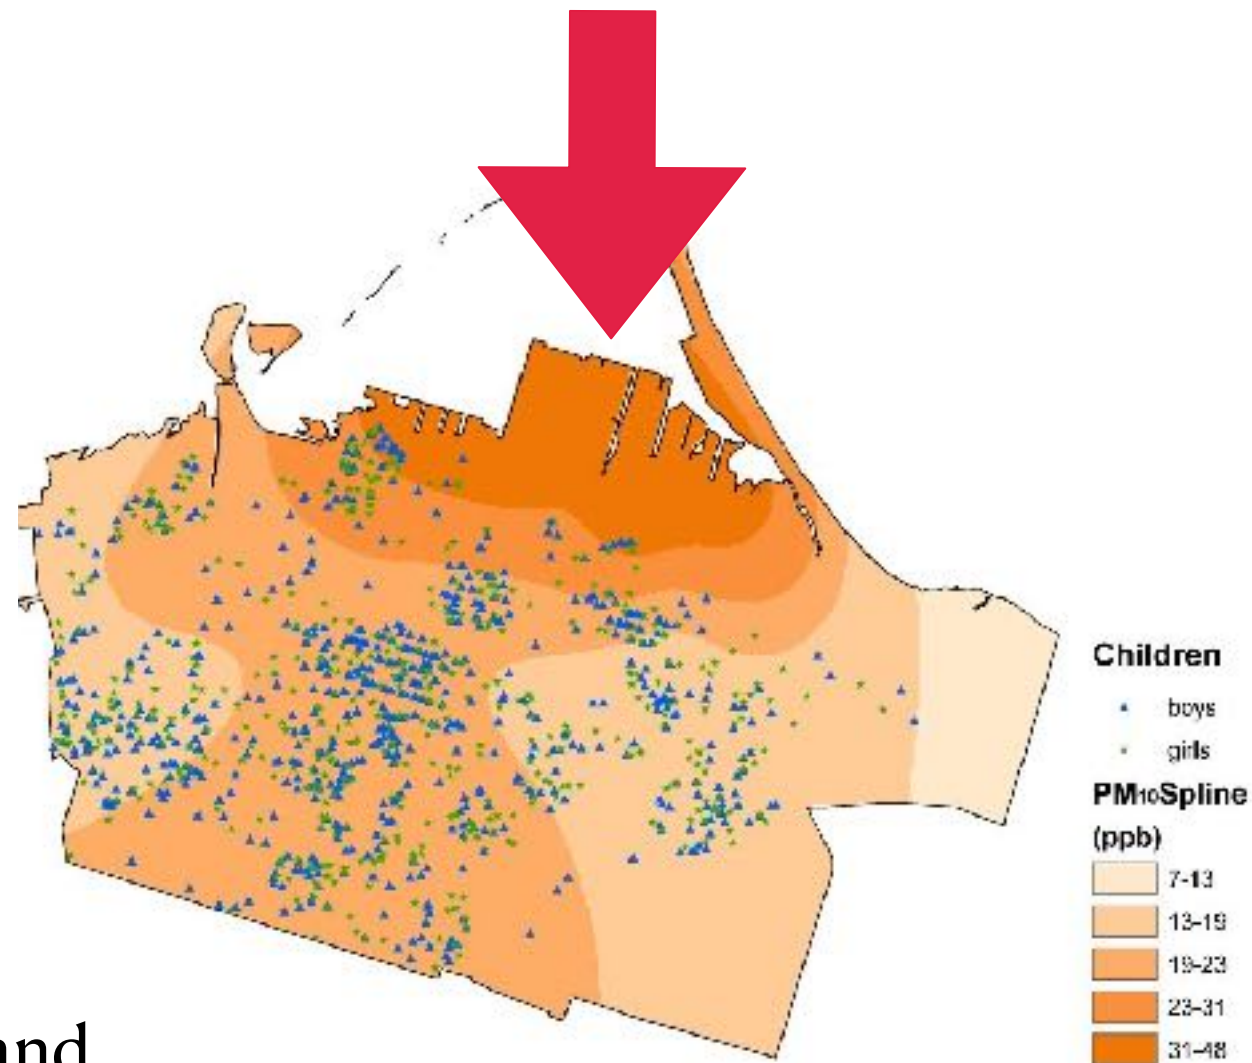 Children
boys
girls
PM10Spline
(ppb)
7-13
13-19
19-23
23-31
31-48
and